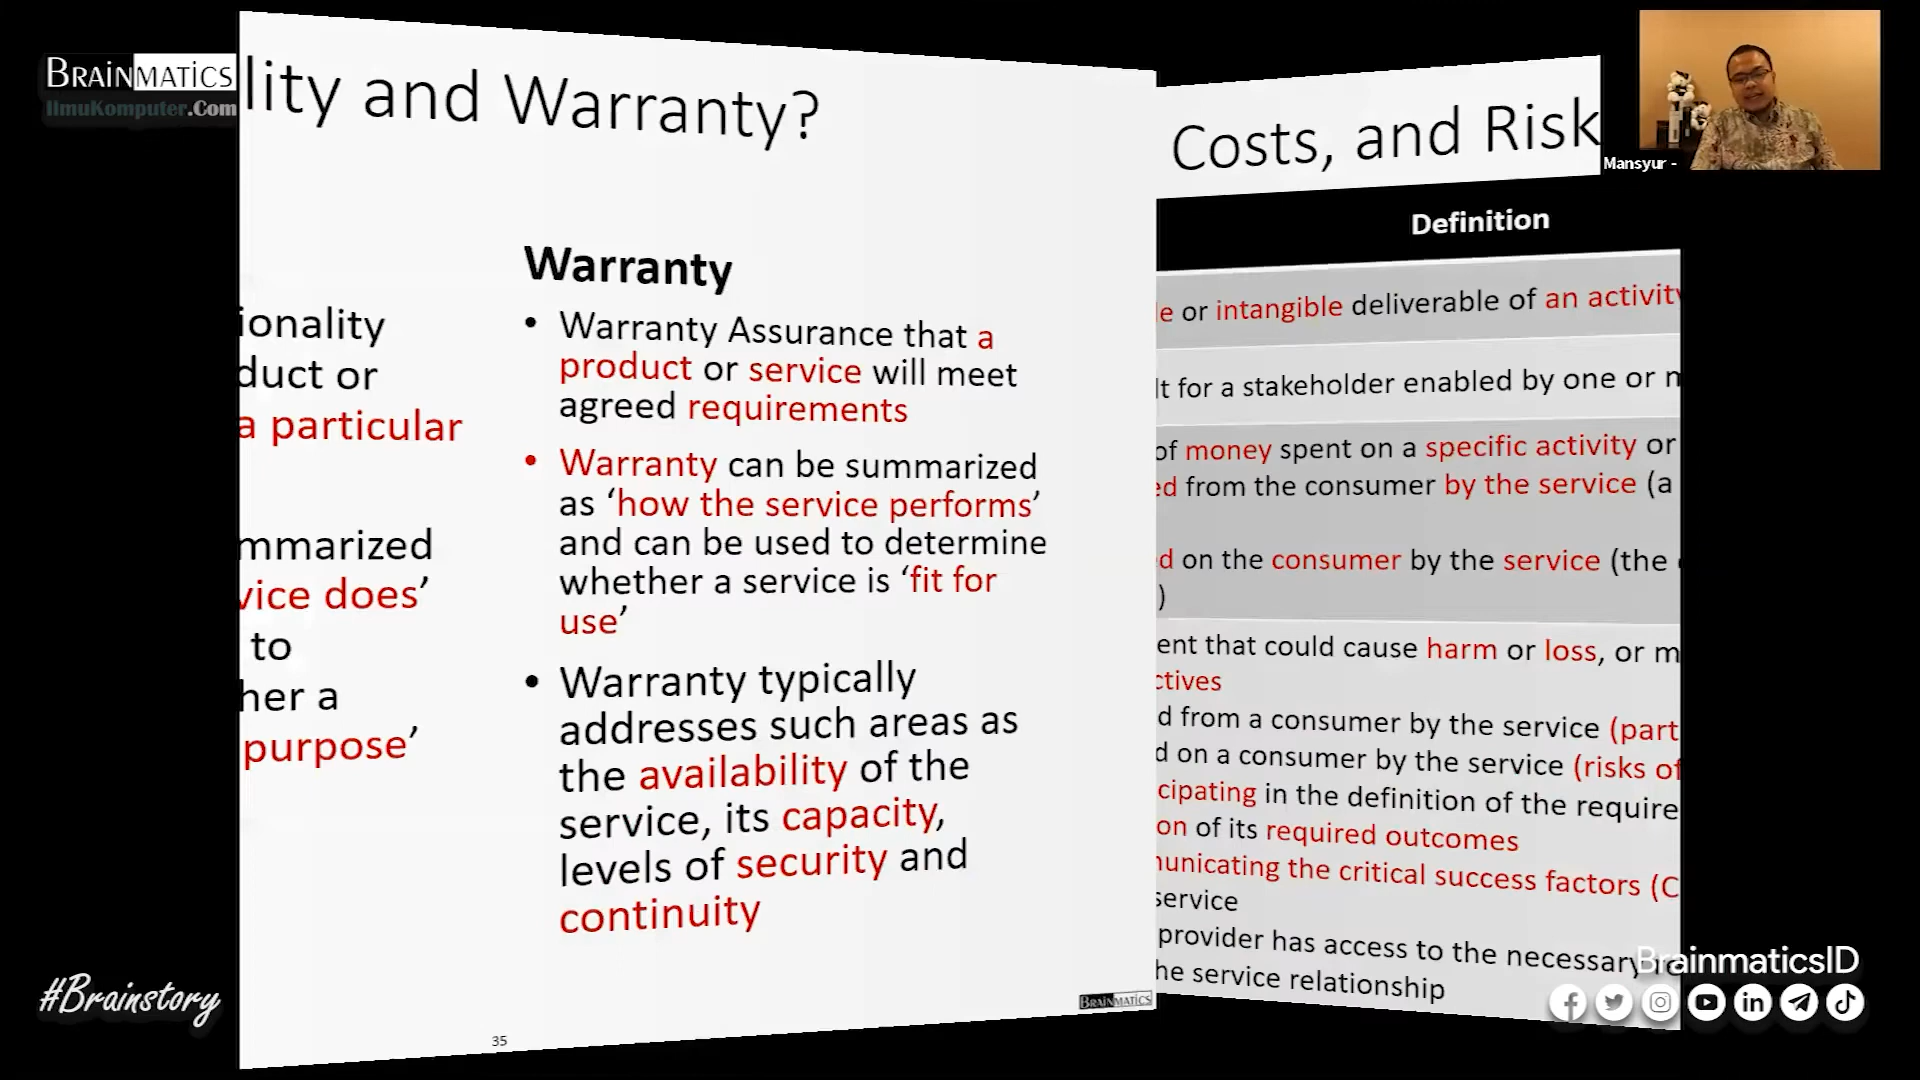 BRAINMATICS
IlmuKomputer.Com
lity and Warranty?
ionality
duct or
a particular
mmarized
vice does’
to
her a
purpose’
Warranty
• Warranty Assurance that a
product or service will meet
agreed requirements
• Warranty can be summarized
as ‘how the service performs’
and can be used to determine
whether a service is ‘fit for
use’
• Warranty typically
addresses such areas as
the availability of the
service, its capacity,
levels of security and
continuity
BRAINMATICS
35
Costs, and Risk
Definition
le or intangible deliverable of an activity
lt for a stakeholder enabled by one or m
of money spent on a specific activity or
ed from the consumer by the service (a
d on the consumer by the service (the
)
ent that could cause harm or loss, or m
ctives
d from a consumer by the service (part
d on a consumer by the service (risks of
cipating in the definition of the require
on of its required outcomes
municating the critical success factors (C
service
provider has access to the necessary
he service relationship
Mansyur -
#Brainstory
BrainmaticsID